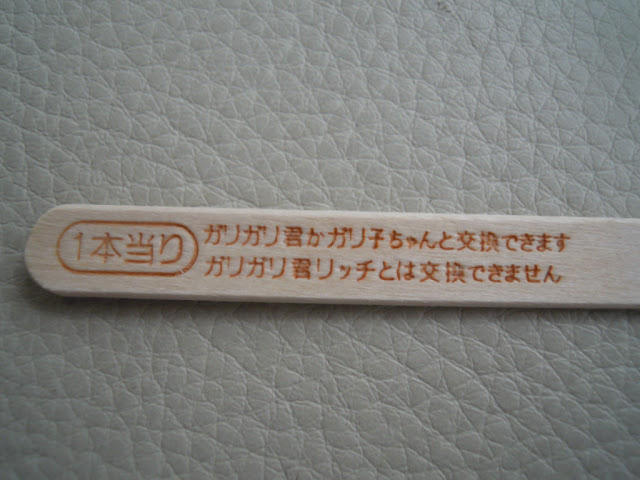 1本当り
ガリガリ君かガリ子ちゃんと交換できます
ガリガリ君リッチとは交換できません